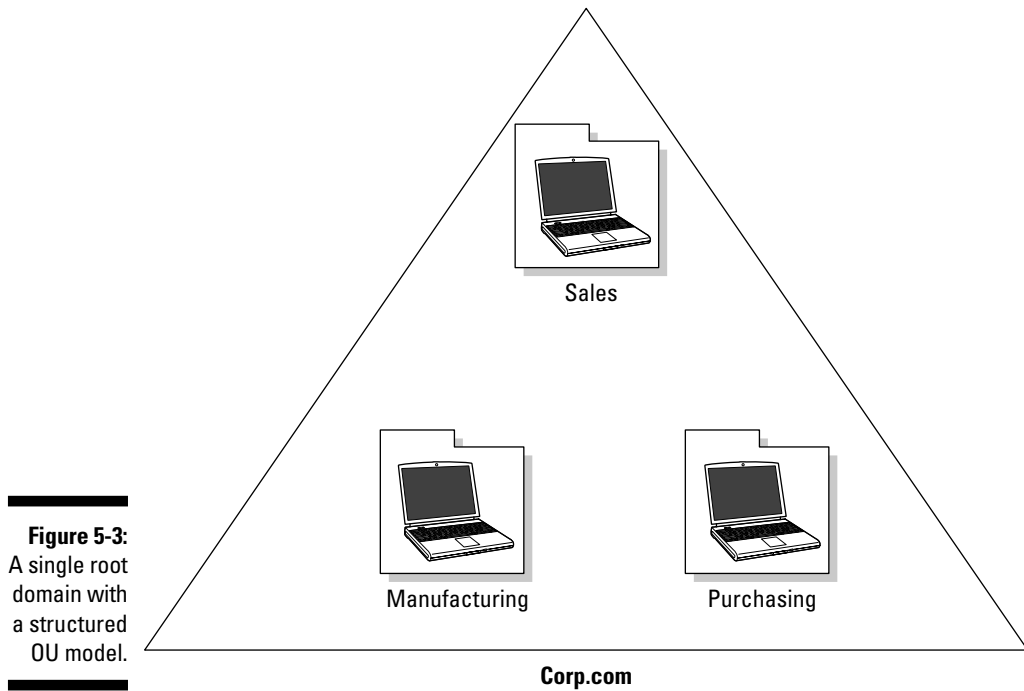 Sales
Manufacturing
Purchasing
Figure 5-3:
A single root
domain with
a structured
OU model.
Corp.com